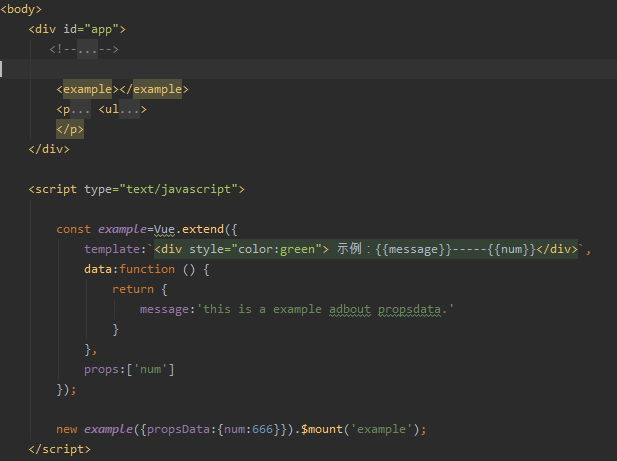 <body>
<div id="app">
<!--...-->
<example></example>
<p... <ul...>
</p>
</div>
<script type="text/javascript">
const example=Vue.extend({
template:`<div style="color:green"> 示例：{{message}}-----{{num}}</div>`,
data:function () {
return {
message:'this is a example adbout propsdata.'
}
},
props:['num']
});
new example({propsData:{num:666}}).$mount('example');
</script>